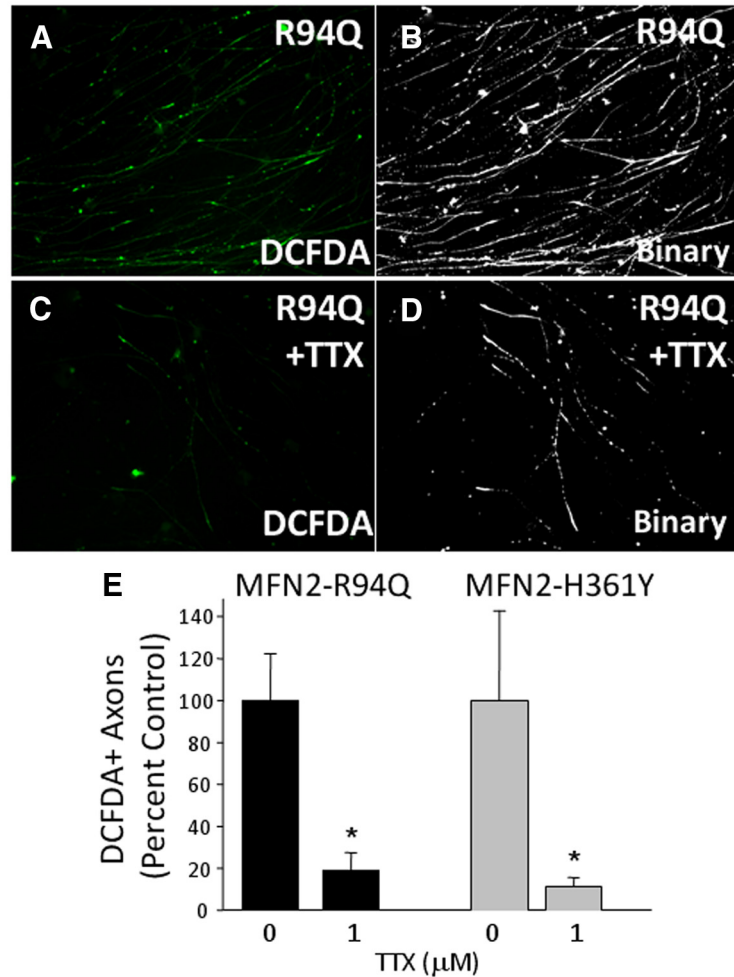 A
R94Q
DCFDA
B
R94Q
Binary
C
R94Q
+TTX
DCFDA
D
R94Q
+TTX
Binary
E
MFN2-R94Q
MFN2-H361Y
DCFDA+ Axons
(Percent Control)
140
120
100
80
60
40
20
0
*
*
0
1
0
1
TTX (μM)